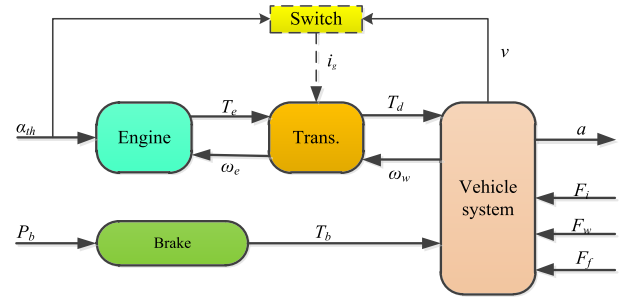 Switch
v
i_g
T_e
T_d
α_th
Engine
Trans.
a
ω_e
ω_w
Vehicle
system
F_i
P_b
Brake
T_b
F_w
F_f